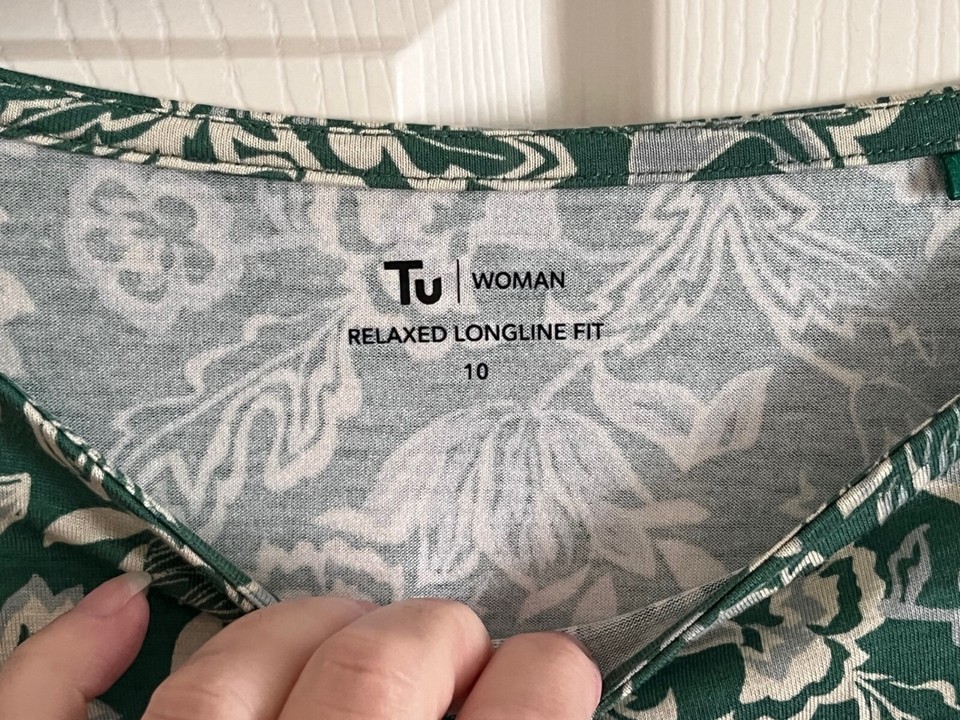 Tu | WOMAN
RELAXED LONGLINE FIT
10